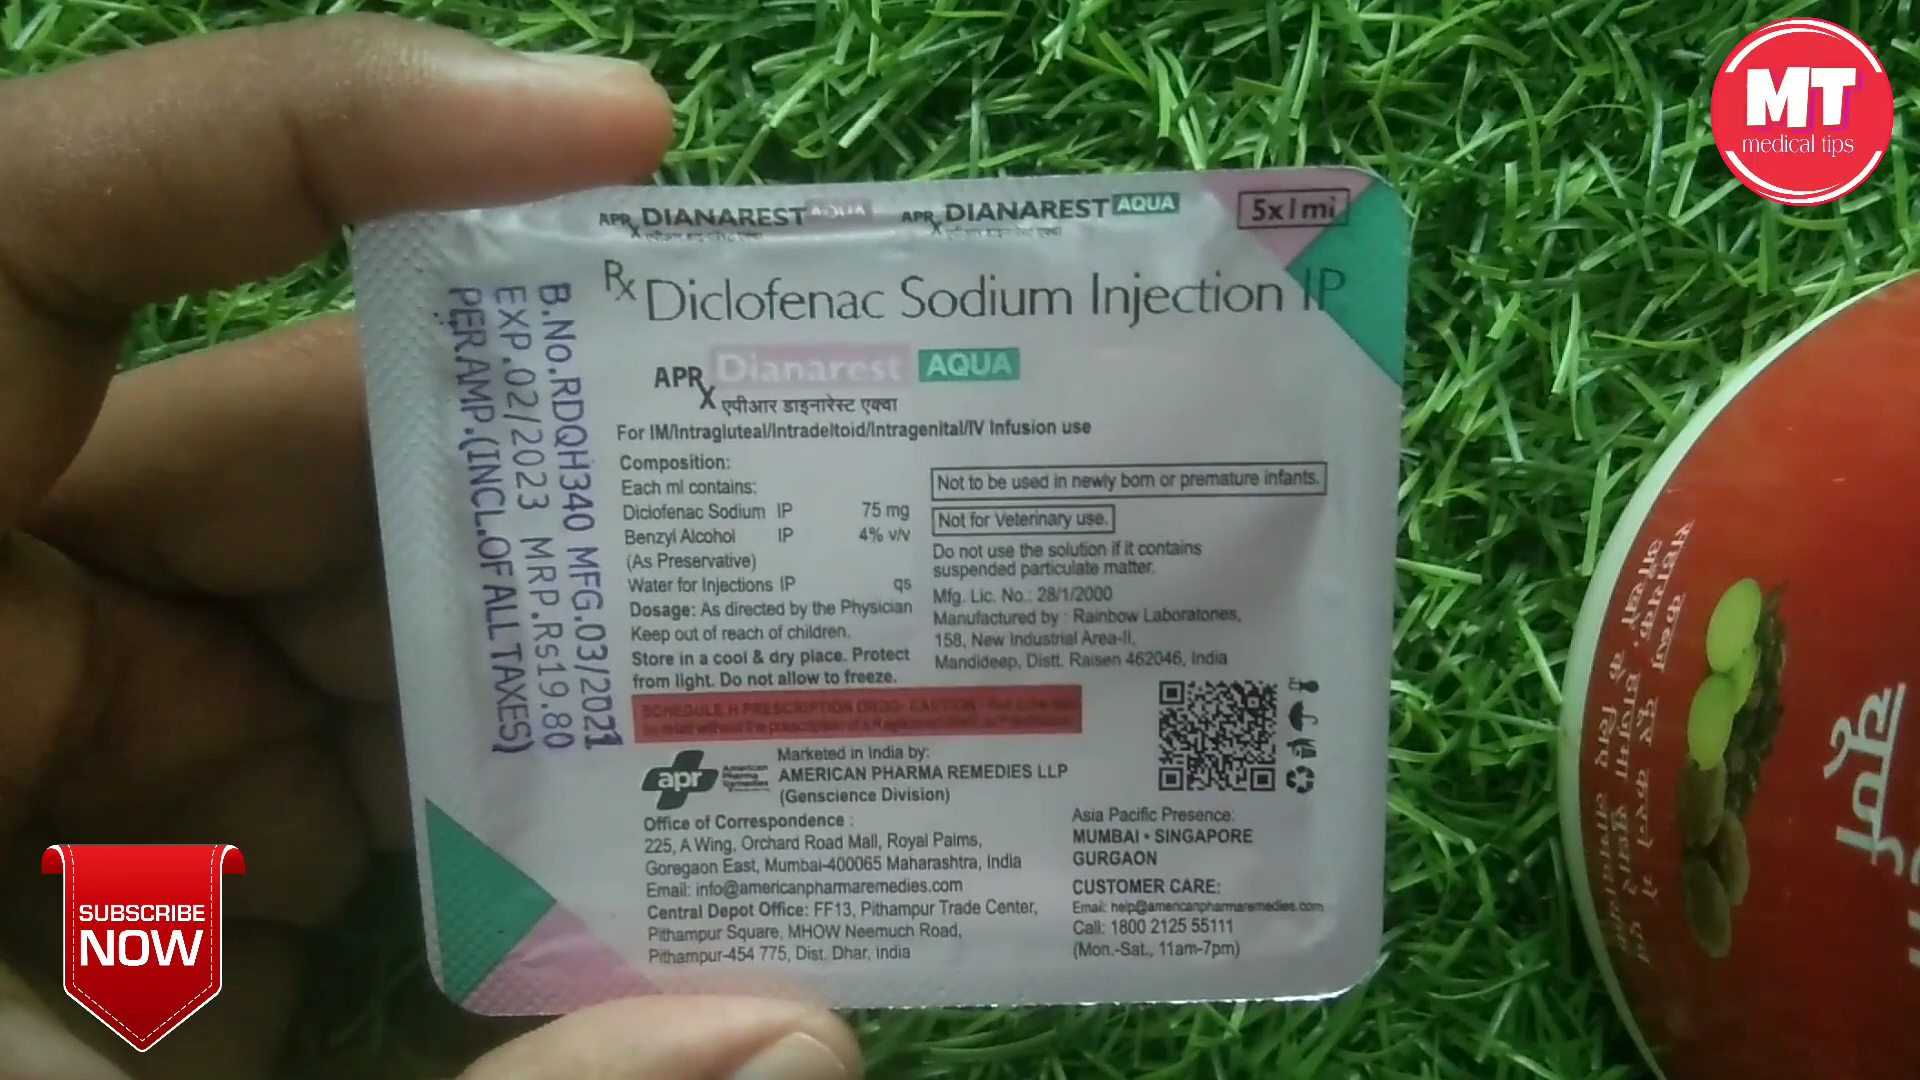 MT
medical tips
APR DIANAREST AQUA APR DIANAREST AQUA 5x1ml
Rx Diclofenac Sodium Injection IP
APRx Dianarest AQUA
एपीआर डाइनारेस्ट एक्वा
For IM/Intragluteal/Intradeltoid/Intragenital/IV Infusion use
Composition:
Each ml contains:
Diclofenac Sodium IP 75 mg
Benzyl Alcohol IP 4% v/v
(As Preservative)
Water for Injections IP qs
Dosage: As directed by the Physician
Keep out of reach of children.
Store in a cool & dry place. Protect
from light. Do not allow to freeze.
Not to be used in newly born or premature infants.
Not for Veterinary use.
Do not use the solution if it contains
suspended particulate matter.
Mfg. Lic. No.: 28/1/2000
Manufactured by : Rainbow Laboratories,
158, New Industrial Area-II,
Mandideep, Distt. Raisen 462046, India
SCHEDULE H PRESCRIPTION DRUG- CAUTION
B.No.RDQH340 MFG.03/2021
EXP.02/2023 MRP.Rs19.80
PER AMP.(INCL.OF ALL TAXES)
apr American Pharma Remedies
Marketed in India by:
AMERICAN PHARMA REMEDIES LLP
(Genscience Division)
Office of Correspondence :
225, A Wing, Orchard Road Mall, Royal Palms,
Goregaon East, Mumbai-400065 Maharashtra, India
Email: info@americanpharmaremedies.com
Central Depot Office: FF13, Pithampur Trade Center,
Pithampur Square, MHOW Neemuch Road,
Pithampur-454 775, Dist. Dhar, India
Asia Pacific Presence:
MUMBAI • SINGAPORE
GURGAON
CUSTOMER CARE:
Email: help@americanpharmaremedies.com
Call: 1800 2125 55111
(Mon.-Sat., 11am-7pm)
SUBSCRIBE
NOW